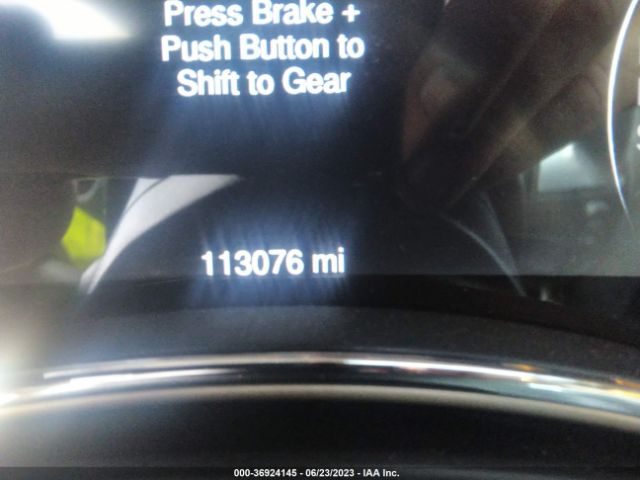 Press Brake +
Push Button to
Shift to Gear
113076 mi
000-36924145 - 06/23/2023 - IAA Inc.